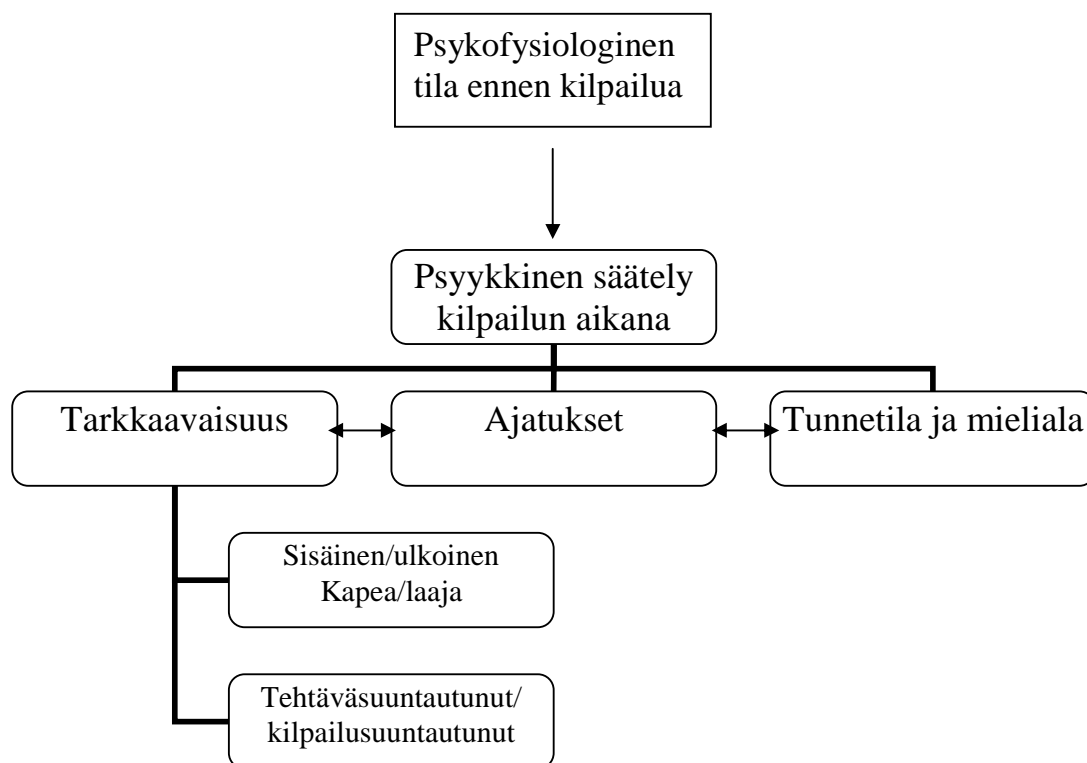 Psykofysiologinen
tila ennen kilpailua
Psyykkinen säätely
kilpailun aikana
Tarkkaavaisuus
Ajatukset
Tunnetila ja mieliala
Sisäinen/ulkoinen
Kapea/laaja
Tehtäväsuuntautunut/
kilpailusuuntautunut